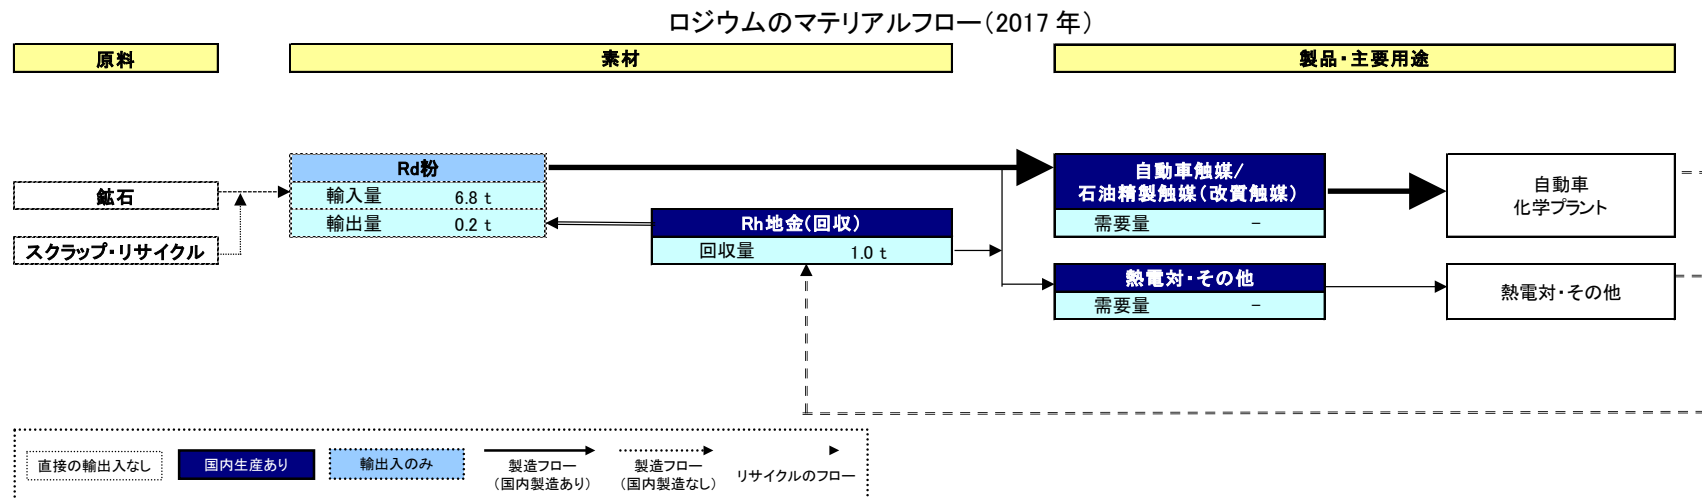 ロジウムのマテリアルフロー（2017 年）
原料
素材
製品・主要用途
鉱石
スクラップ・リサイクル
Rd粉
輸入量 6.8 t
輸出量 0.2 t
Rh地金（回収）
回収量 1.0 t
自動車触媒/
石油精製触媒（改質触媒）
需要量 －
熱電対・その他
需要量 －
自動車
化学プラント
熱電対・その他
直接の輸出入なし
国内生産あり
輸出入のみ
製造フロー
（国内製造あり）
製造フロー
（国内製造なし）
リサイクルのフロー